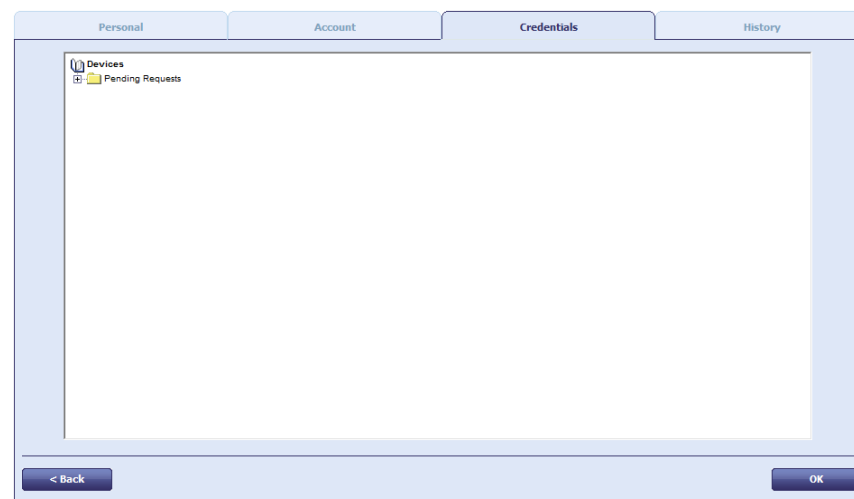 Personal Account Credentials History
Devices
Pending Requests
< Back OK